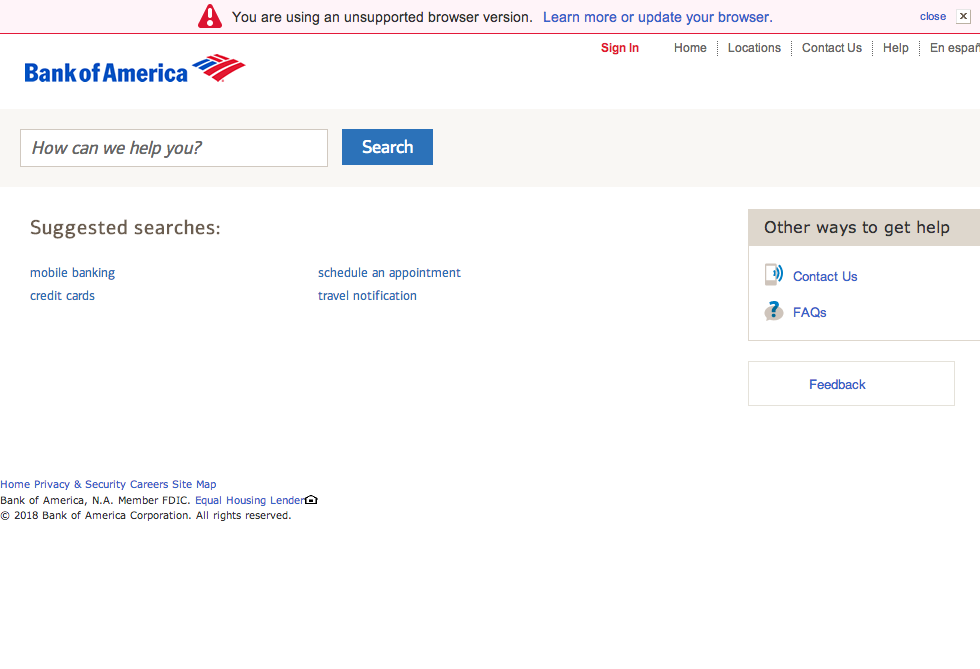 You are using an unsupported browser version. Learn more or update your browser. close
Sign In Home Locations Contact Us Help En españ
Bank of America
How can we help you? Search
Suggested searches:
mobile banking schedule an appointment
credit cards travel notification
Other ways to get help
Contact Us
FAQs
Feedback
Home Privacy & Security Careers Site Map
Bank of America, N.A. Member FDIC. Equal Housing Lender
© 2018 Bank of America Corporation. All rights reserved.